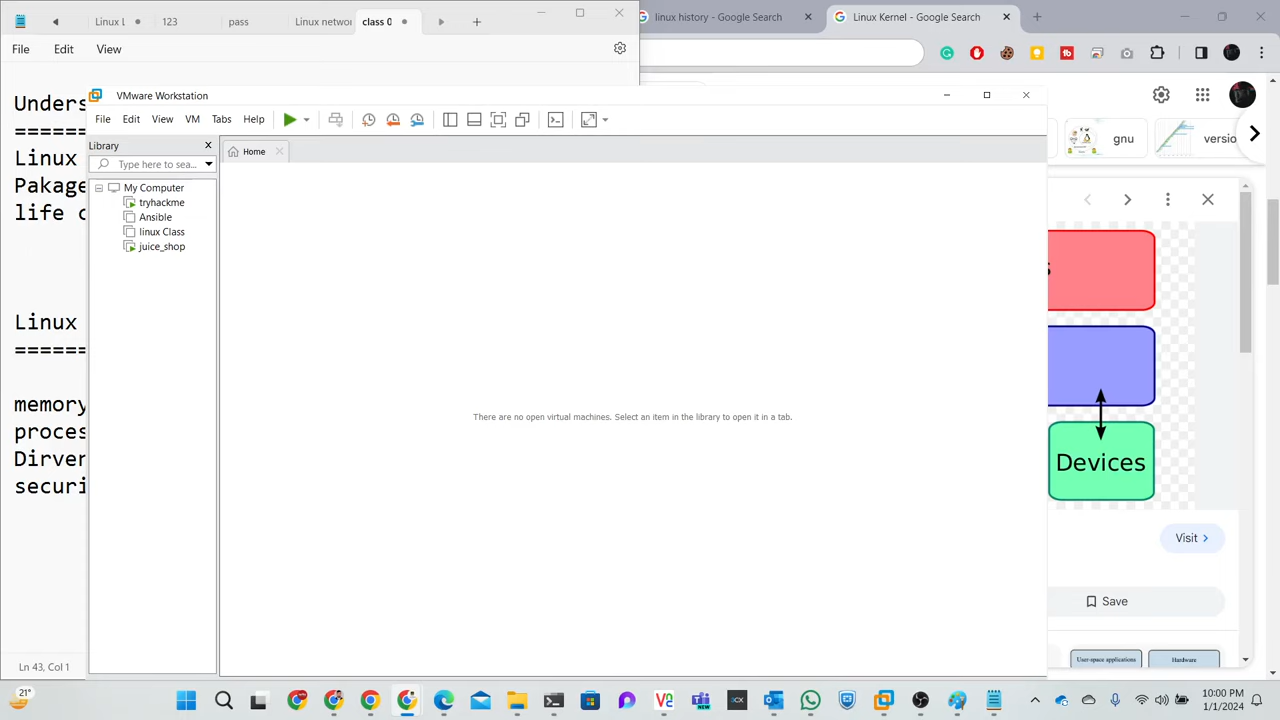 Linux L
123
pass
Linux networ
class 0
linux history - Google Search
Linux Kernel - Google Search
File
Edit
View
VMware Workstation
File
Edit
View
VM
Tabs
Help
Library
Type here to sea...
My Computer
tryhackme
Ansible
linux Class
juice_shop
Home
There are no open virtual machines. Select an item in the library to open it in a tab.
Unders
======
Linux
Pakage
life c
Linux
======
memory
proces
Dirver
securi
Ln 43, Col 1
gnu
versio
s
Devices
Visit
Save
User-space applications
Hardware
21°
10:00 PM
1/1/2024